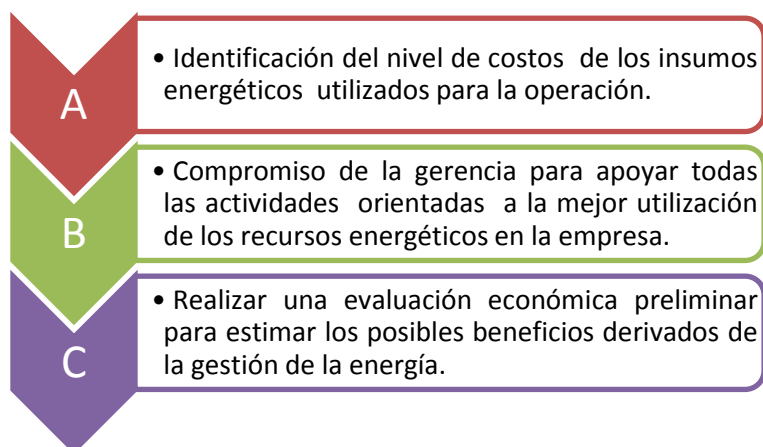 A
• Identificación del nivel de costos de los insumos
energéticos utilizados para la operación.
B
• Compromiso de la gerencia para apoyar todas
las actividades orientadas a la mejor utilización
de los recursos energéticos en la empresa.
C
• Realizar una evaluación económica preliminar
para estimar los posibles beneficios derivados de
la gestión de la energía.